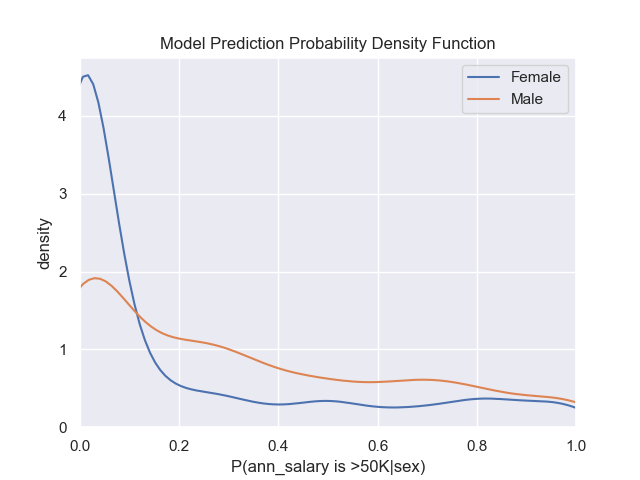 Model Prediction Probability Density Function
Female
Male
density
4
3
2
1
0
0.0 0.2 0.4 0.6 0.8 1.0
P(ann_salary is >50K|sex)